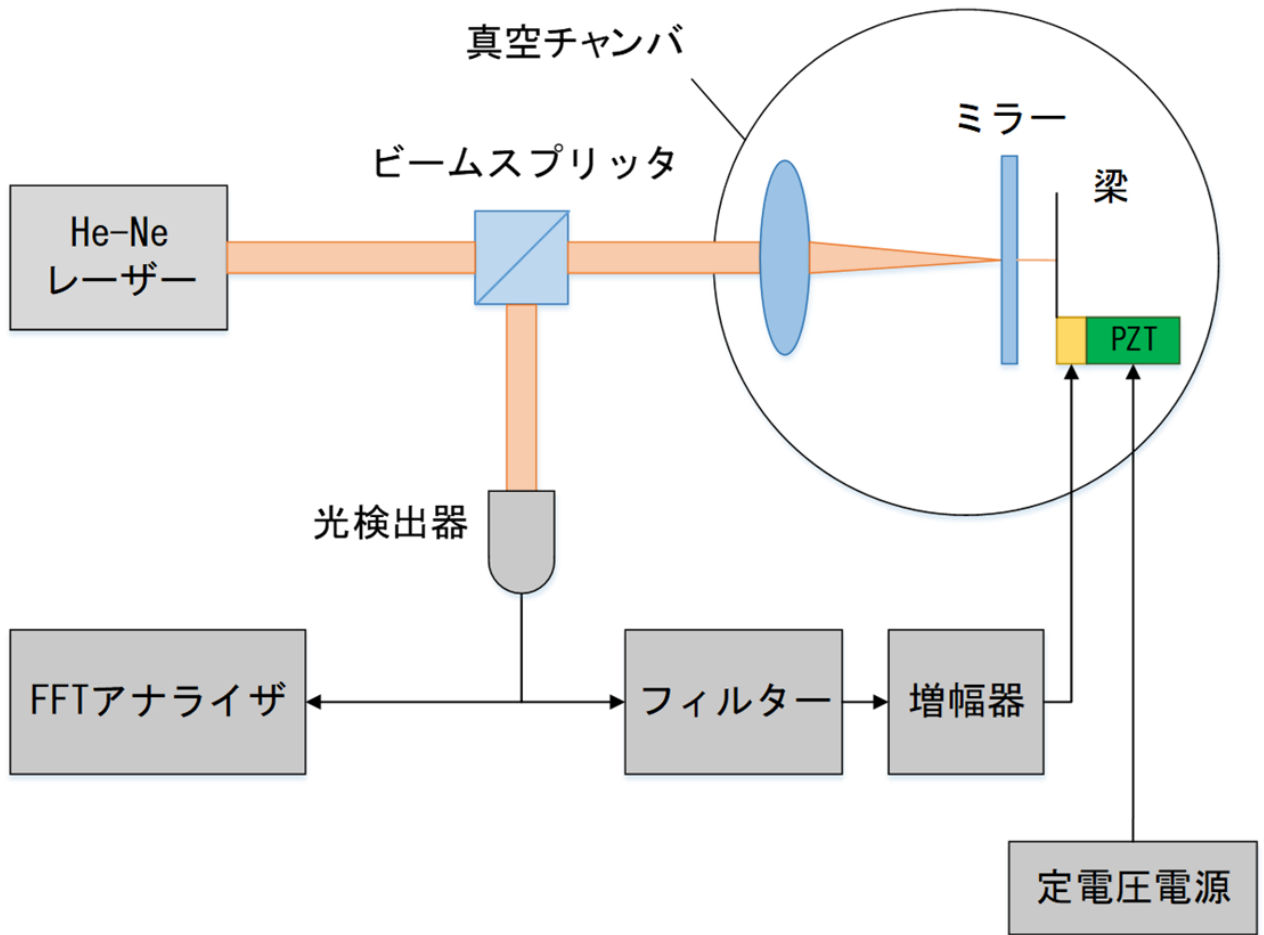 真空チャンバ
ミラー
ビームスプリッタ
梁
He-Ne
レーザー
PZT
光検出器
FFTアナライザ
フィルター
増幅器
定電圧電源